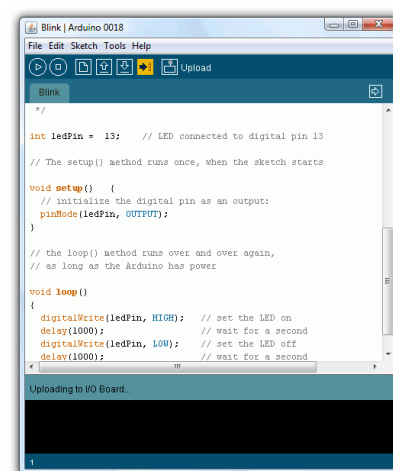 Blink | Arduino 0018
File Edit Sketch Tools Help
Upload
Blink
*/
int ledPin =  13;    // LED connected to digital pin 13
// The setup() method runs once, when the sketch starts
void setup()   {
  // initialize the digital pin as an output:
  pinMode(ledPin, OUTPUT);
}
// the loop() method runs over and over again,
// as long as the Arduino has power
void loop()
{
  digitalWrite(ledPin, HIGH);   // set the LED on
  delay(1000);                  // wait for a second
  digitalWrite(ledPin, LOW);    // set the LED off
  delay(1000);                  // wait for a second
Uploading to I/O Board...
1